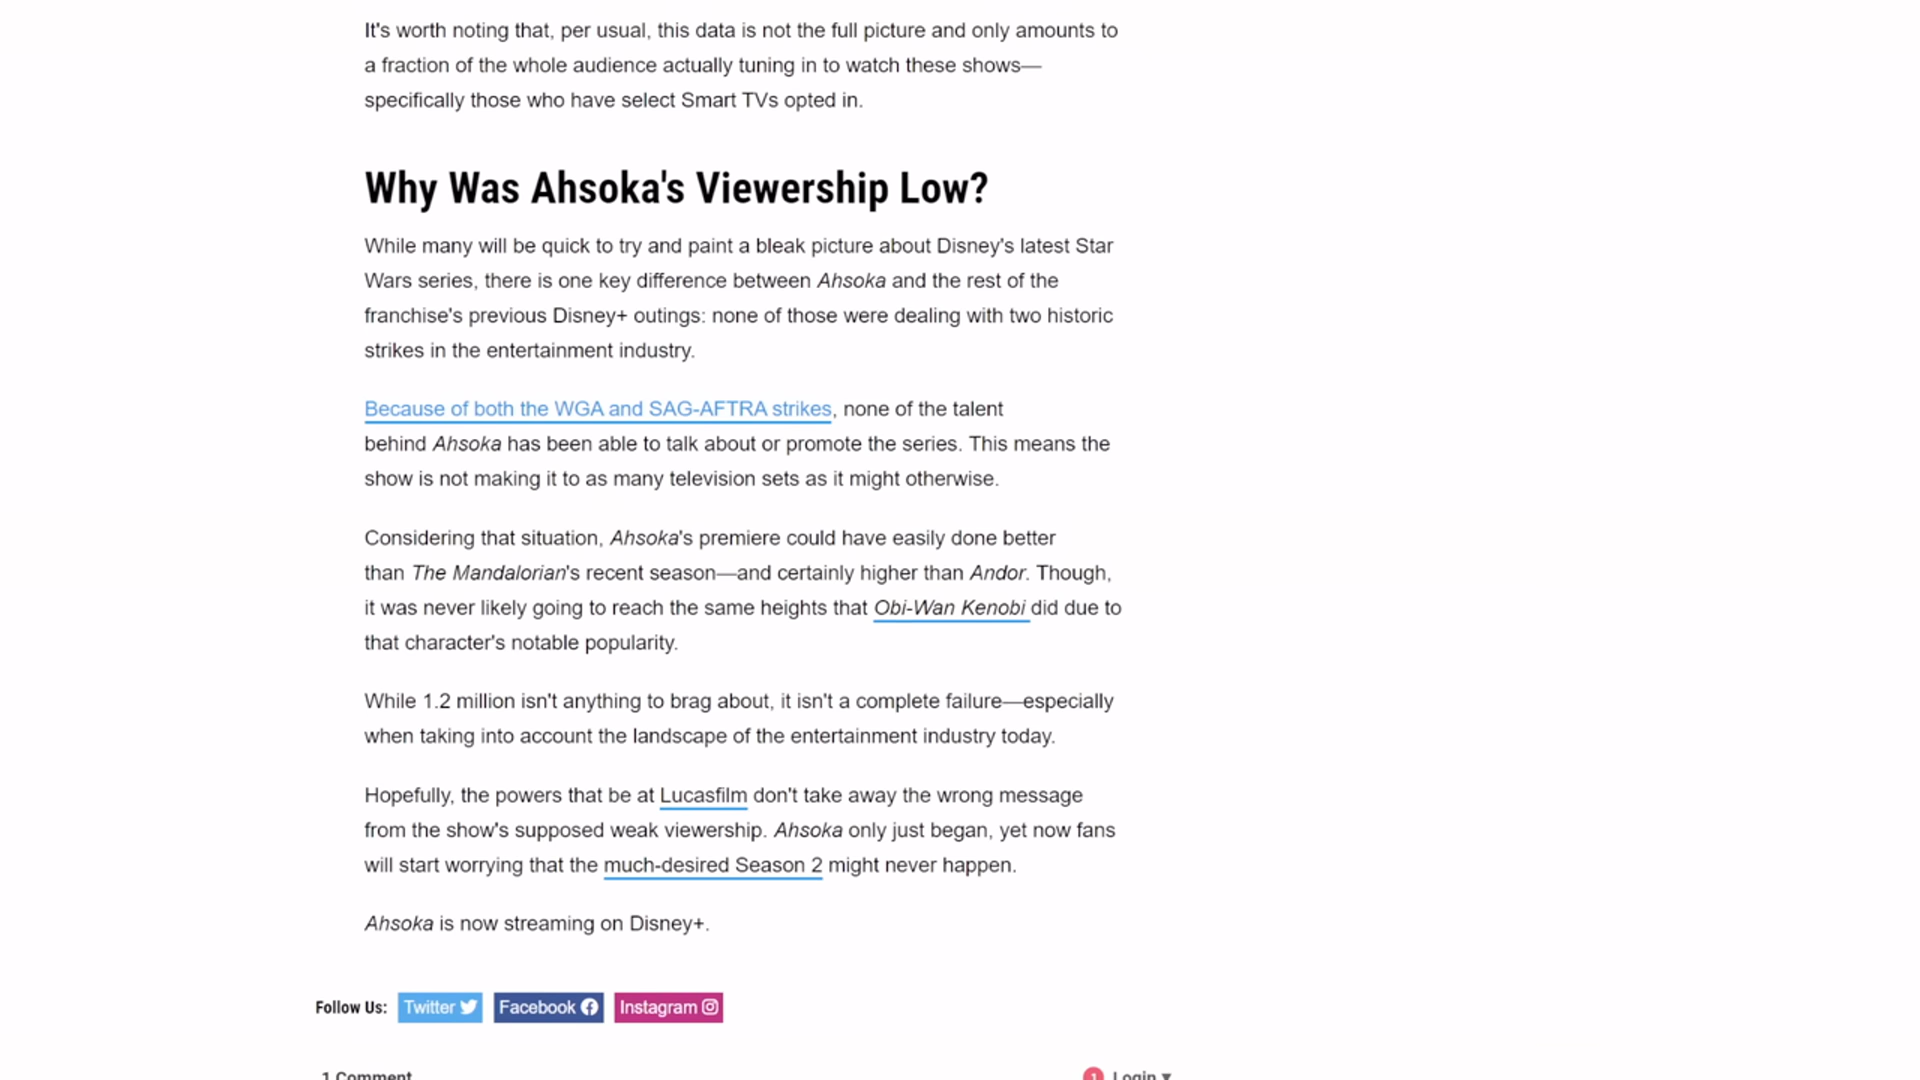 It's worth noting that, per usual, this data is not the full picture and only amounts to
a fraction of the whole audience actually tuning in to watch these shows—
specifically those who have select Smart TVs opted in.
Why Was Ahsoka's Viewership Low?
While many will be quick to try and paint a bleak picture about Disney's latest Star
Wars series, there is one key difference between Ahsoka and the rest of the
franchise's previous Disney+ outings: none of those were dealing with two historic
strikes in the entertainment industry.
Because of both the WGA and SAG-AFTRA strikes, none of the talent
behind Ahsoka has been able to talk about or promote the series. This means the
show is not making it to as many television sets as it might otherwise.
Considering that situation, Ahsoka's premiere could have easily done better
than The Mandalorian's recent season—and certainly higher than Andor. Though,
it was never likely going to reach the same heights that Obi-Wan Kenobi did due to
that character's notable popularity.
While 1.2 million isn't anything to brag about, it isn't a complete failure—especially
when taking into account the landscape of the entertainment industry today.
Hopefully, the powers that be at Lucasfilm don't take away the wrong message
from the show's supposed weak viewership. Ahsoka only just began, yet now fans
will start worrying that the much-desired Season 2 might never happen.
Ahsoka is now streaming on Disney+.
Follow Us: Twitter Facebook Instagram
1 Comment 1 Login